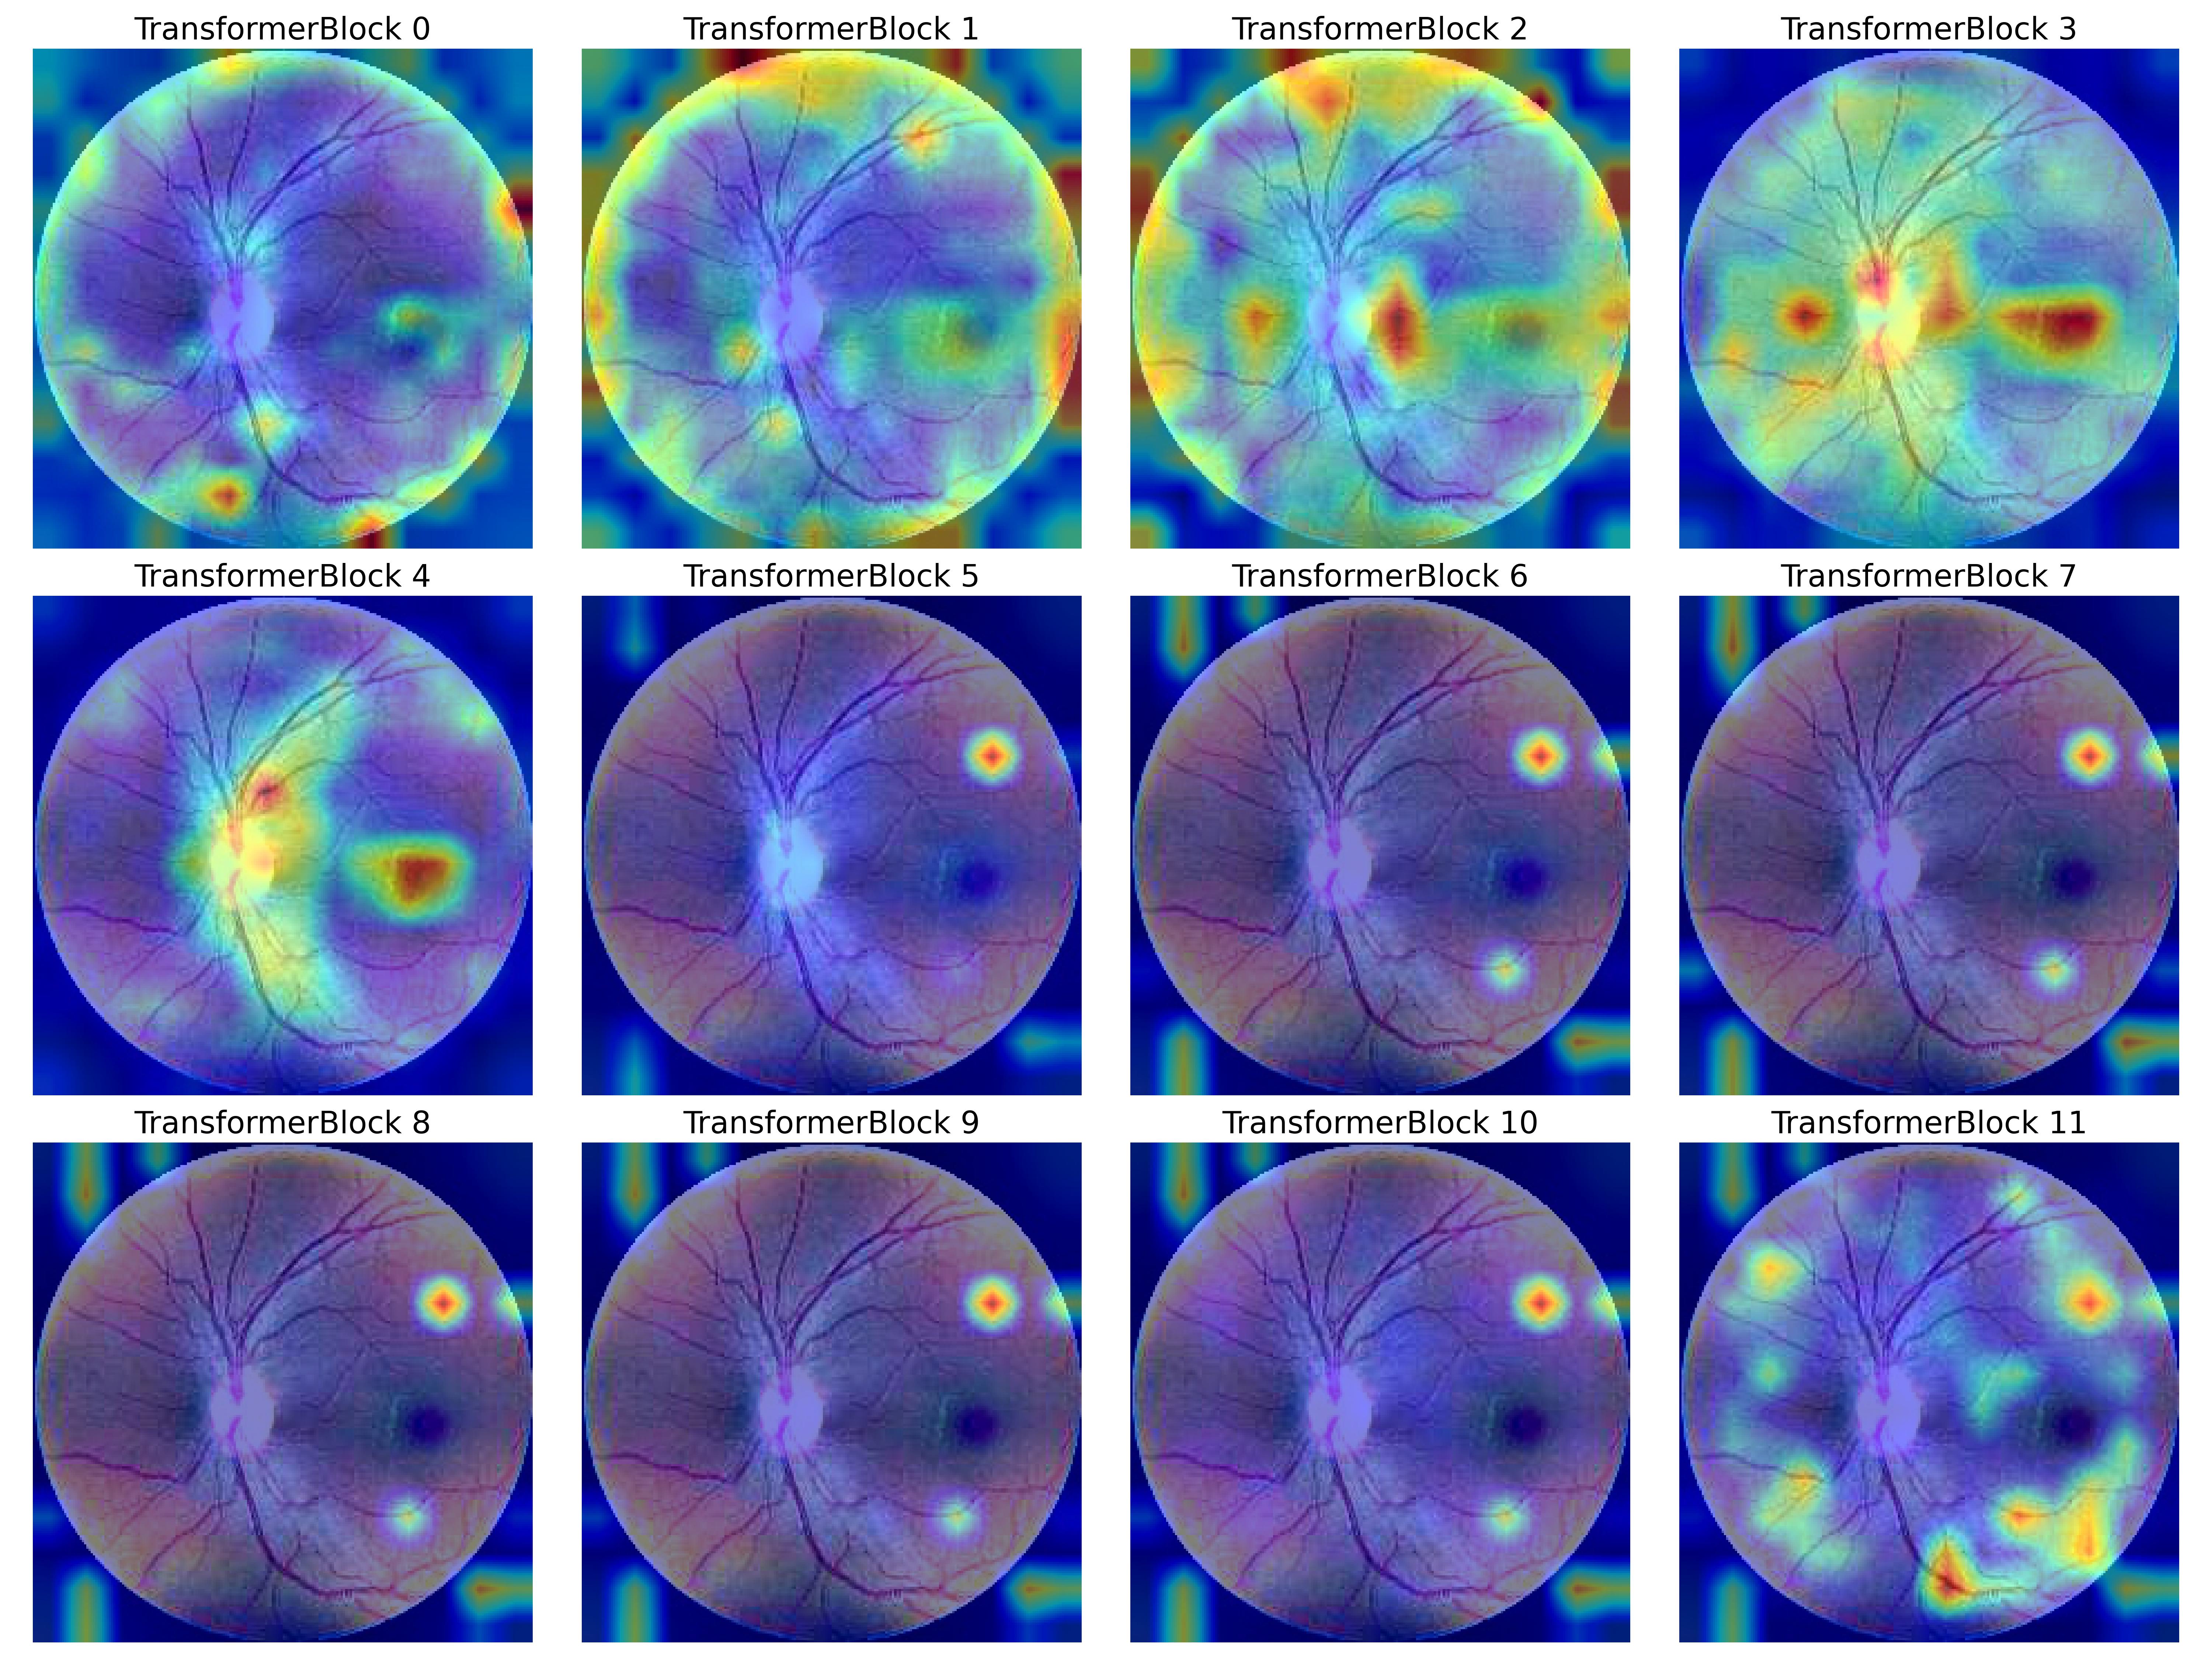 TransformerBlock 0
TransformerBlock 1
TransformerBlock 2
TransformerBlock 3
TransformerBlock 4
TransformerBlock 5
TransformerBlock 6
TransformerBlock 7
TransformerBlock 8
TransformerBlock 9
TransformerBlock 10
TransformerBlock 11